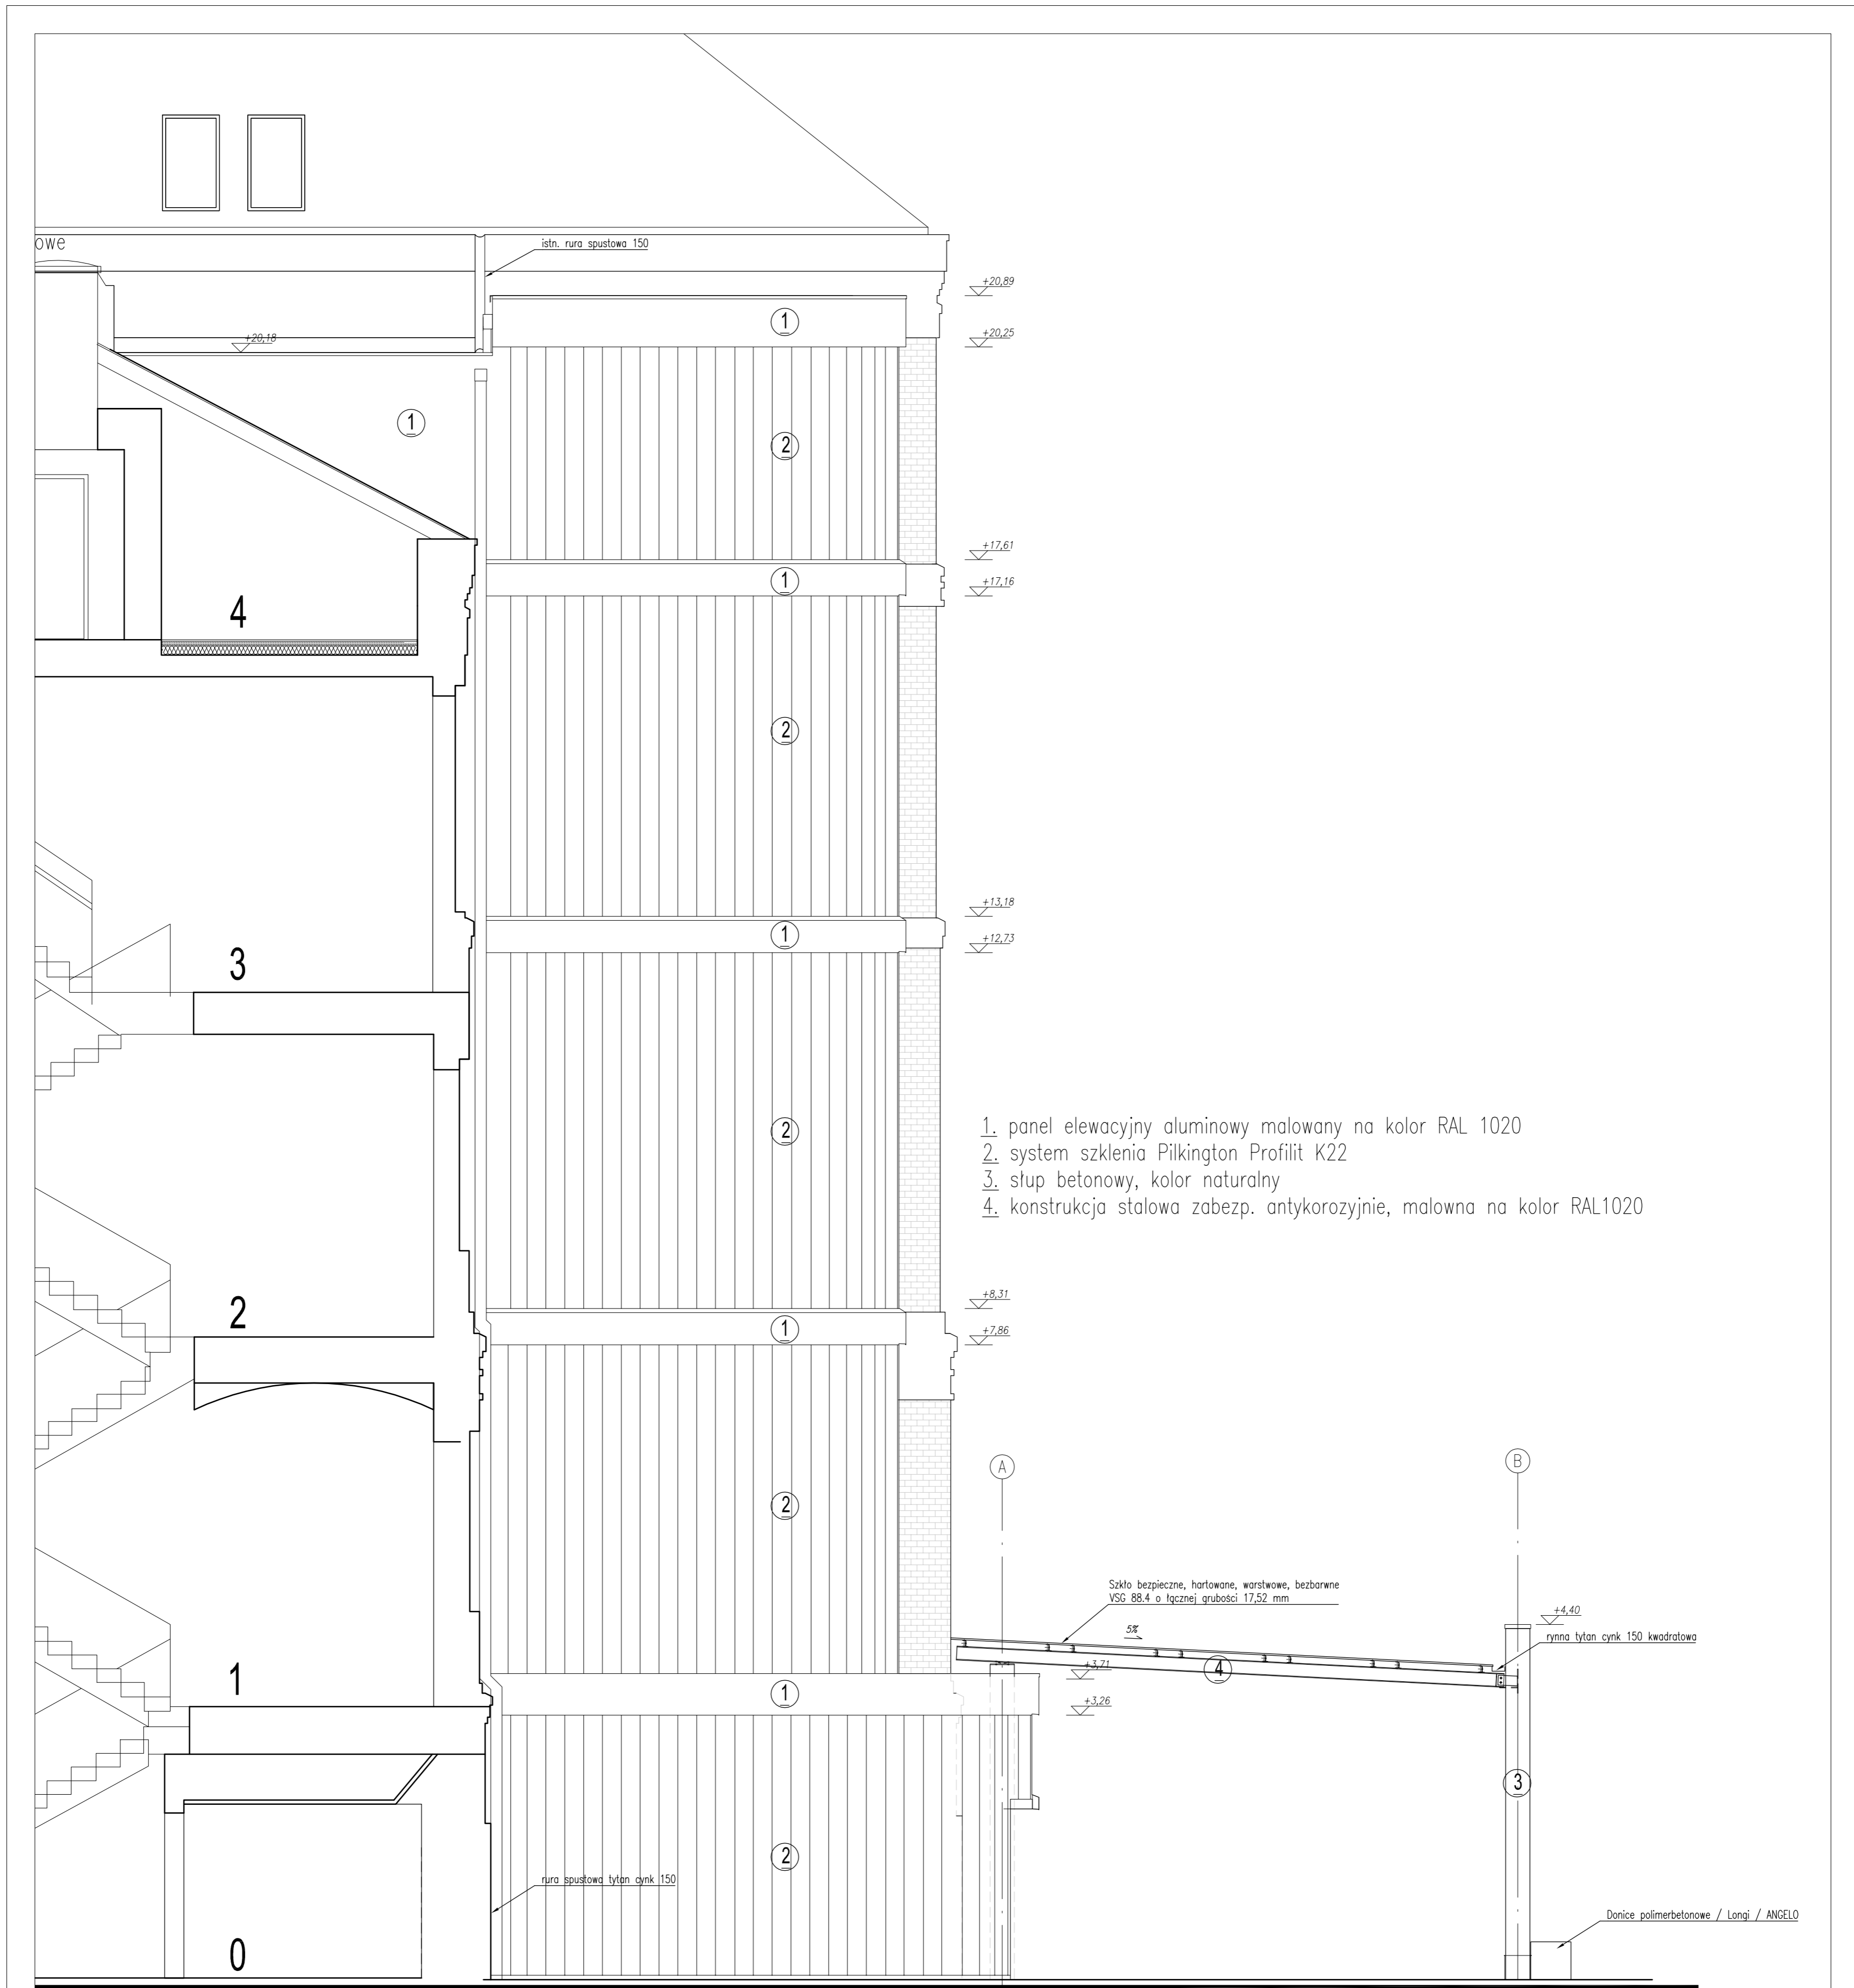 owe
istn. rura spustowa 150
+20,89
1
+20,25
+20,18
1
2
+17,61
1
+17,16
4
2
+13,18
1
+12,73
3
2
1. panel elewacyjny aluminowy malowany na kolor RAL 1020
2. system szklenia Pilkington Profilit K22
3. słup betonowy, kolor naturalny
4. konstrukcja stalowa zabezp. antykorozyjnie, malowna na kolor RAL1020
+8,31
2
1
+7,86
A
B
2
Szkło bezpieczne, hartowane, warstwowe, bezbarwne
VSG 88.4 o łącznej grubości 17,52 mm
+4,40
5%
rynna tytan cynk 150 kwadratowa
+3,71
4
1
1
+3,26
3
2
rura spustowa tytan cynk 150
Donice polimerbetonowe / Longi / ANGELO
0